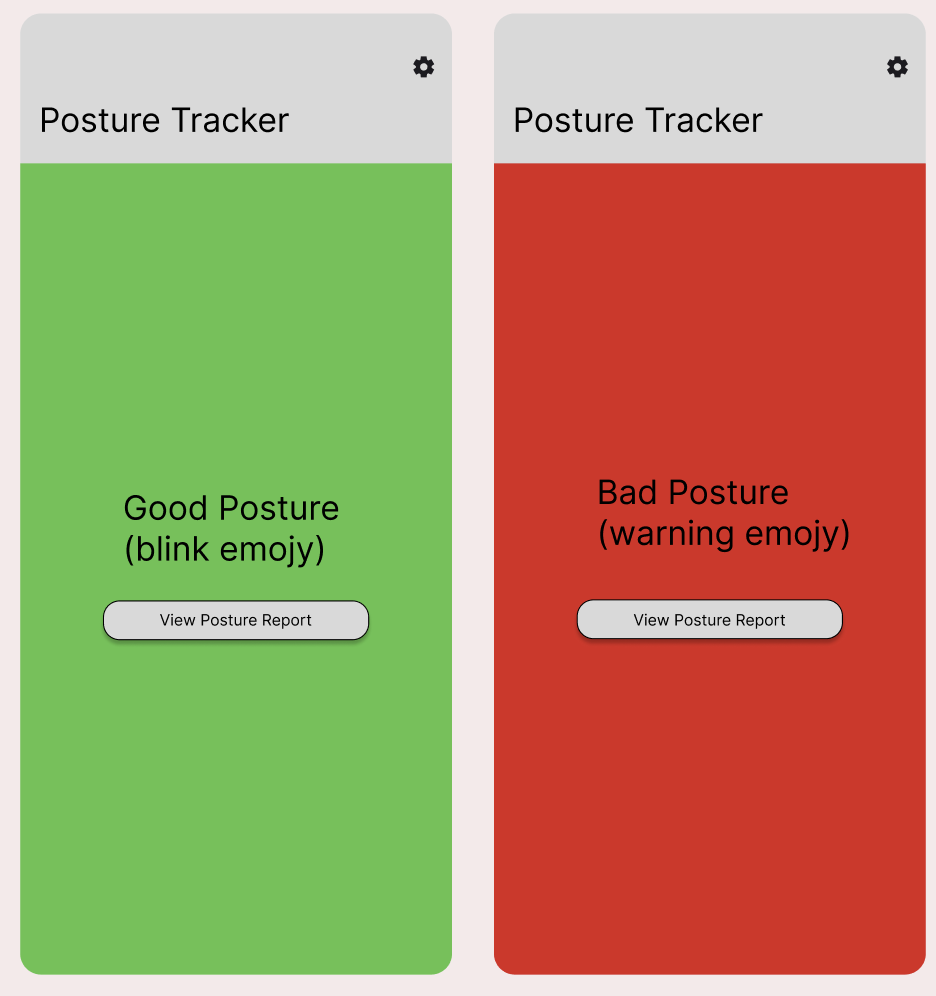 Posture Tracker
Good Posture
(blink emojy)
View Posture Report
Posture Tracker
Bad Posture
(warning emojy)
View Posture Report